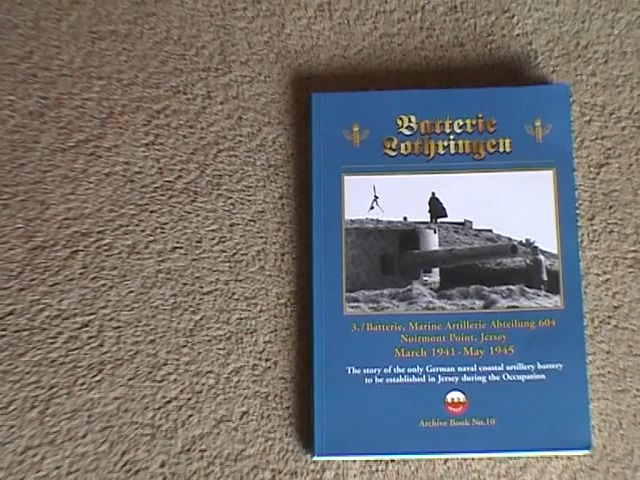 Batterie
Lothringen
3./Batterie, Marine Artillerie Abteilung 604
Noirmont Point, Jersey
March 1941 - May 1945
The story of the only German naval coastal artillery battery
to be established in Jersey during the Occupation
Archive Book No.10